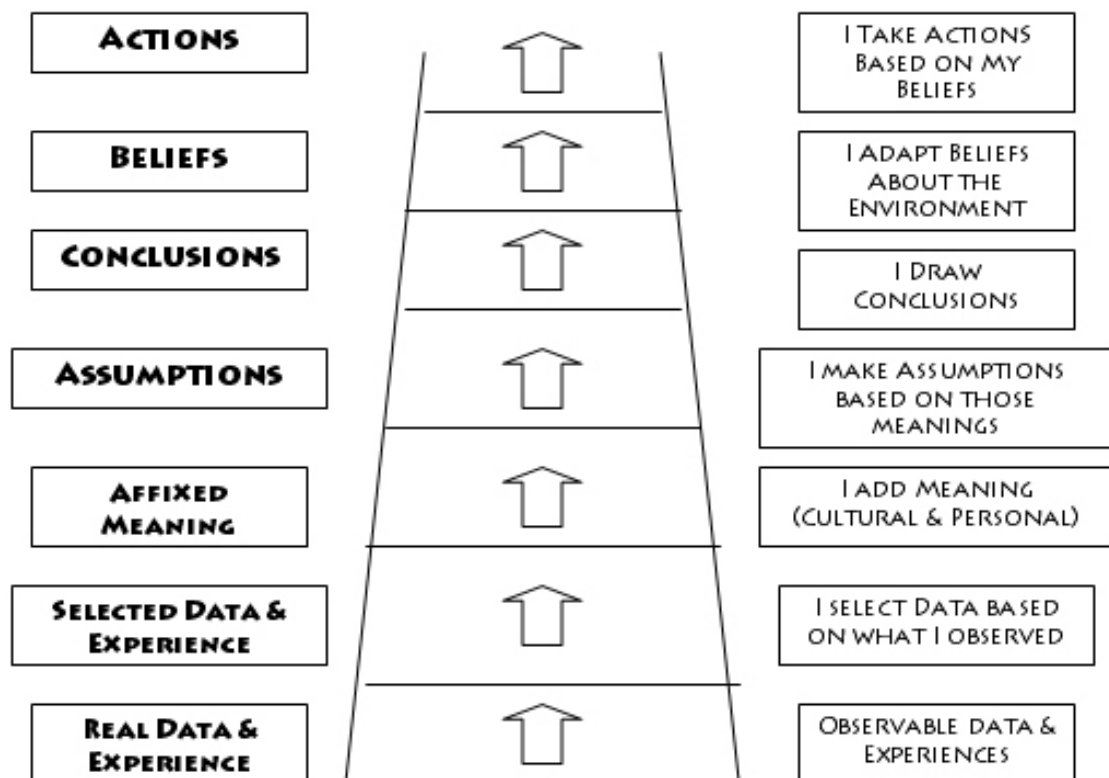 ACTIONS
I TAKE ACTIONS
BASED ON MY
BELIEFS
BELIEFS
I ADAPT BELIEFS
ABOUT THE
ENVIRONMENT
CONCLUSIONS
I DRAW
CONCLUSIONS
ASSUMPTIONS
I MAKE ASSUMPTIONS
BASED ON THOSE
MEANINGS
AFFIXED
MEANING
I ADD MEANING
(CULTURAL & PERSONAL)
SELECTED DATA &
EXPERIENCE
I SELECT DATA BASED
ON WHAT I OBSERVED
REAL DATA &
EXPERIENCE
OBSERVABLE DATA &
EXPERIENCES